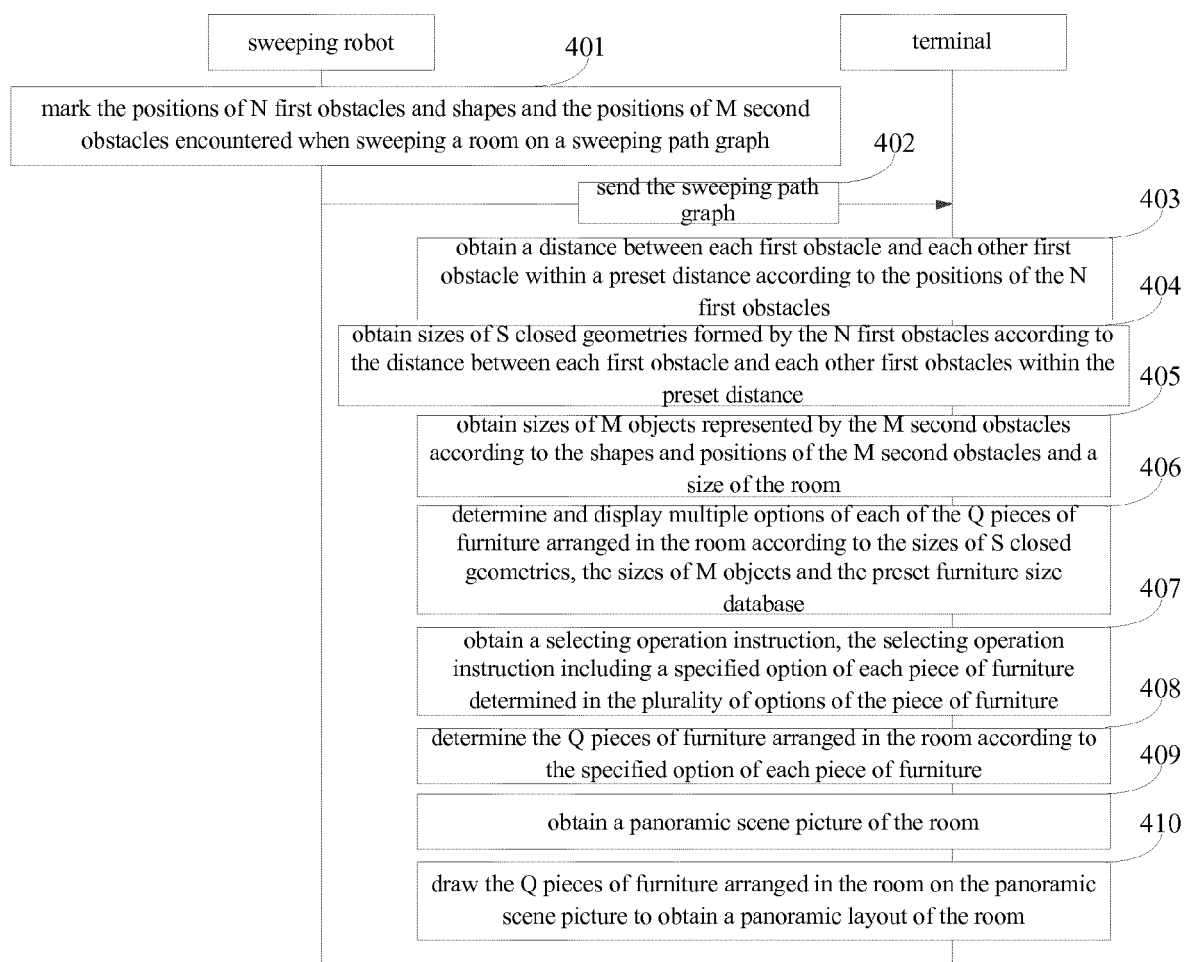 sweeping robot
401
terminal
mark the positions of N first obstacles and shapes and the positions of M second
obstacles encountered when sweeping a room on a sweeping path graph
402
send the sweeping path
graph
403
obtain a distance between each first obstacle and each other first
obstacle within a preset distance according to the positions of the N
first obstacles
404
obtain sizes of S closed geometries formed by the N first obstacles according to
the distance between each first obstacle and each other first obstacles within the
preset distance
405
obtain sizes of M objects represented by the M second obstacles
according to the shapes and positions of the M second obstacles and a
size of the room
406
determine and display multiple options of each of the Q pieces of
furniture arranged in the room according to the sizes of S closed
geometries, the sizes of M objects and the preset furniture size
database
407
obtain a selecting operation instruction, the selecting operation
instruction including a specified option of each piece of furniture
determined in the plurality of options of the piece of furniture
408
determine the Q pieces of furniture arranged in the room according to
the specified option of each piece of furniture
409
obtain a panoramic scene picture of the room
410
draw the Q pieces of furniture arranged in the room on the panoramic
scene picture to obtain a panoramic layout of the room